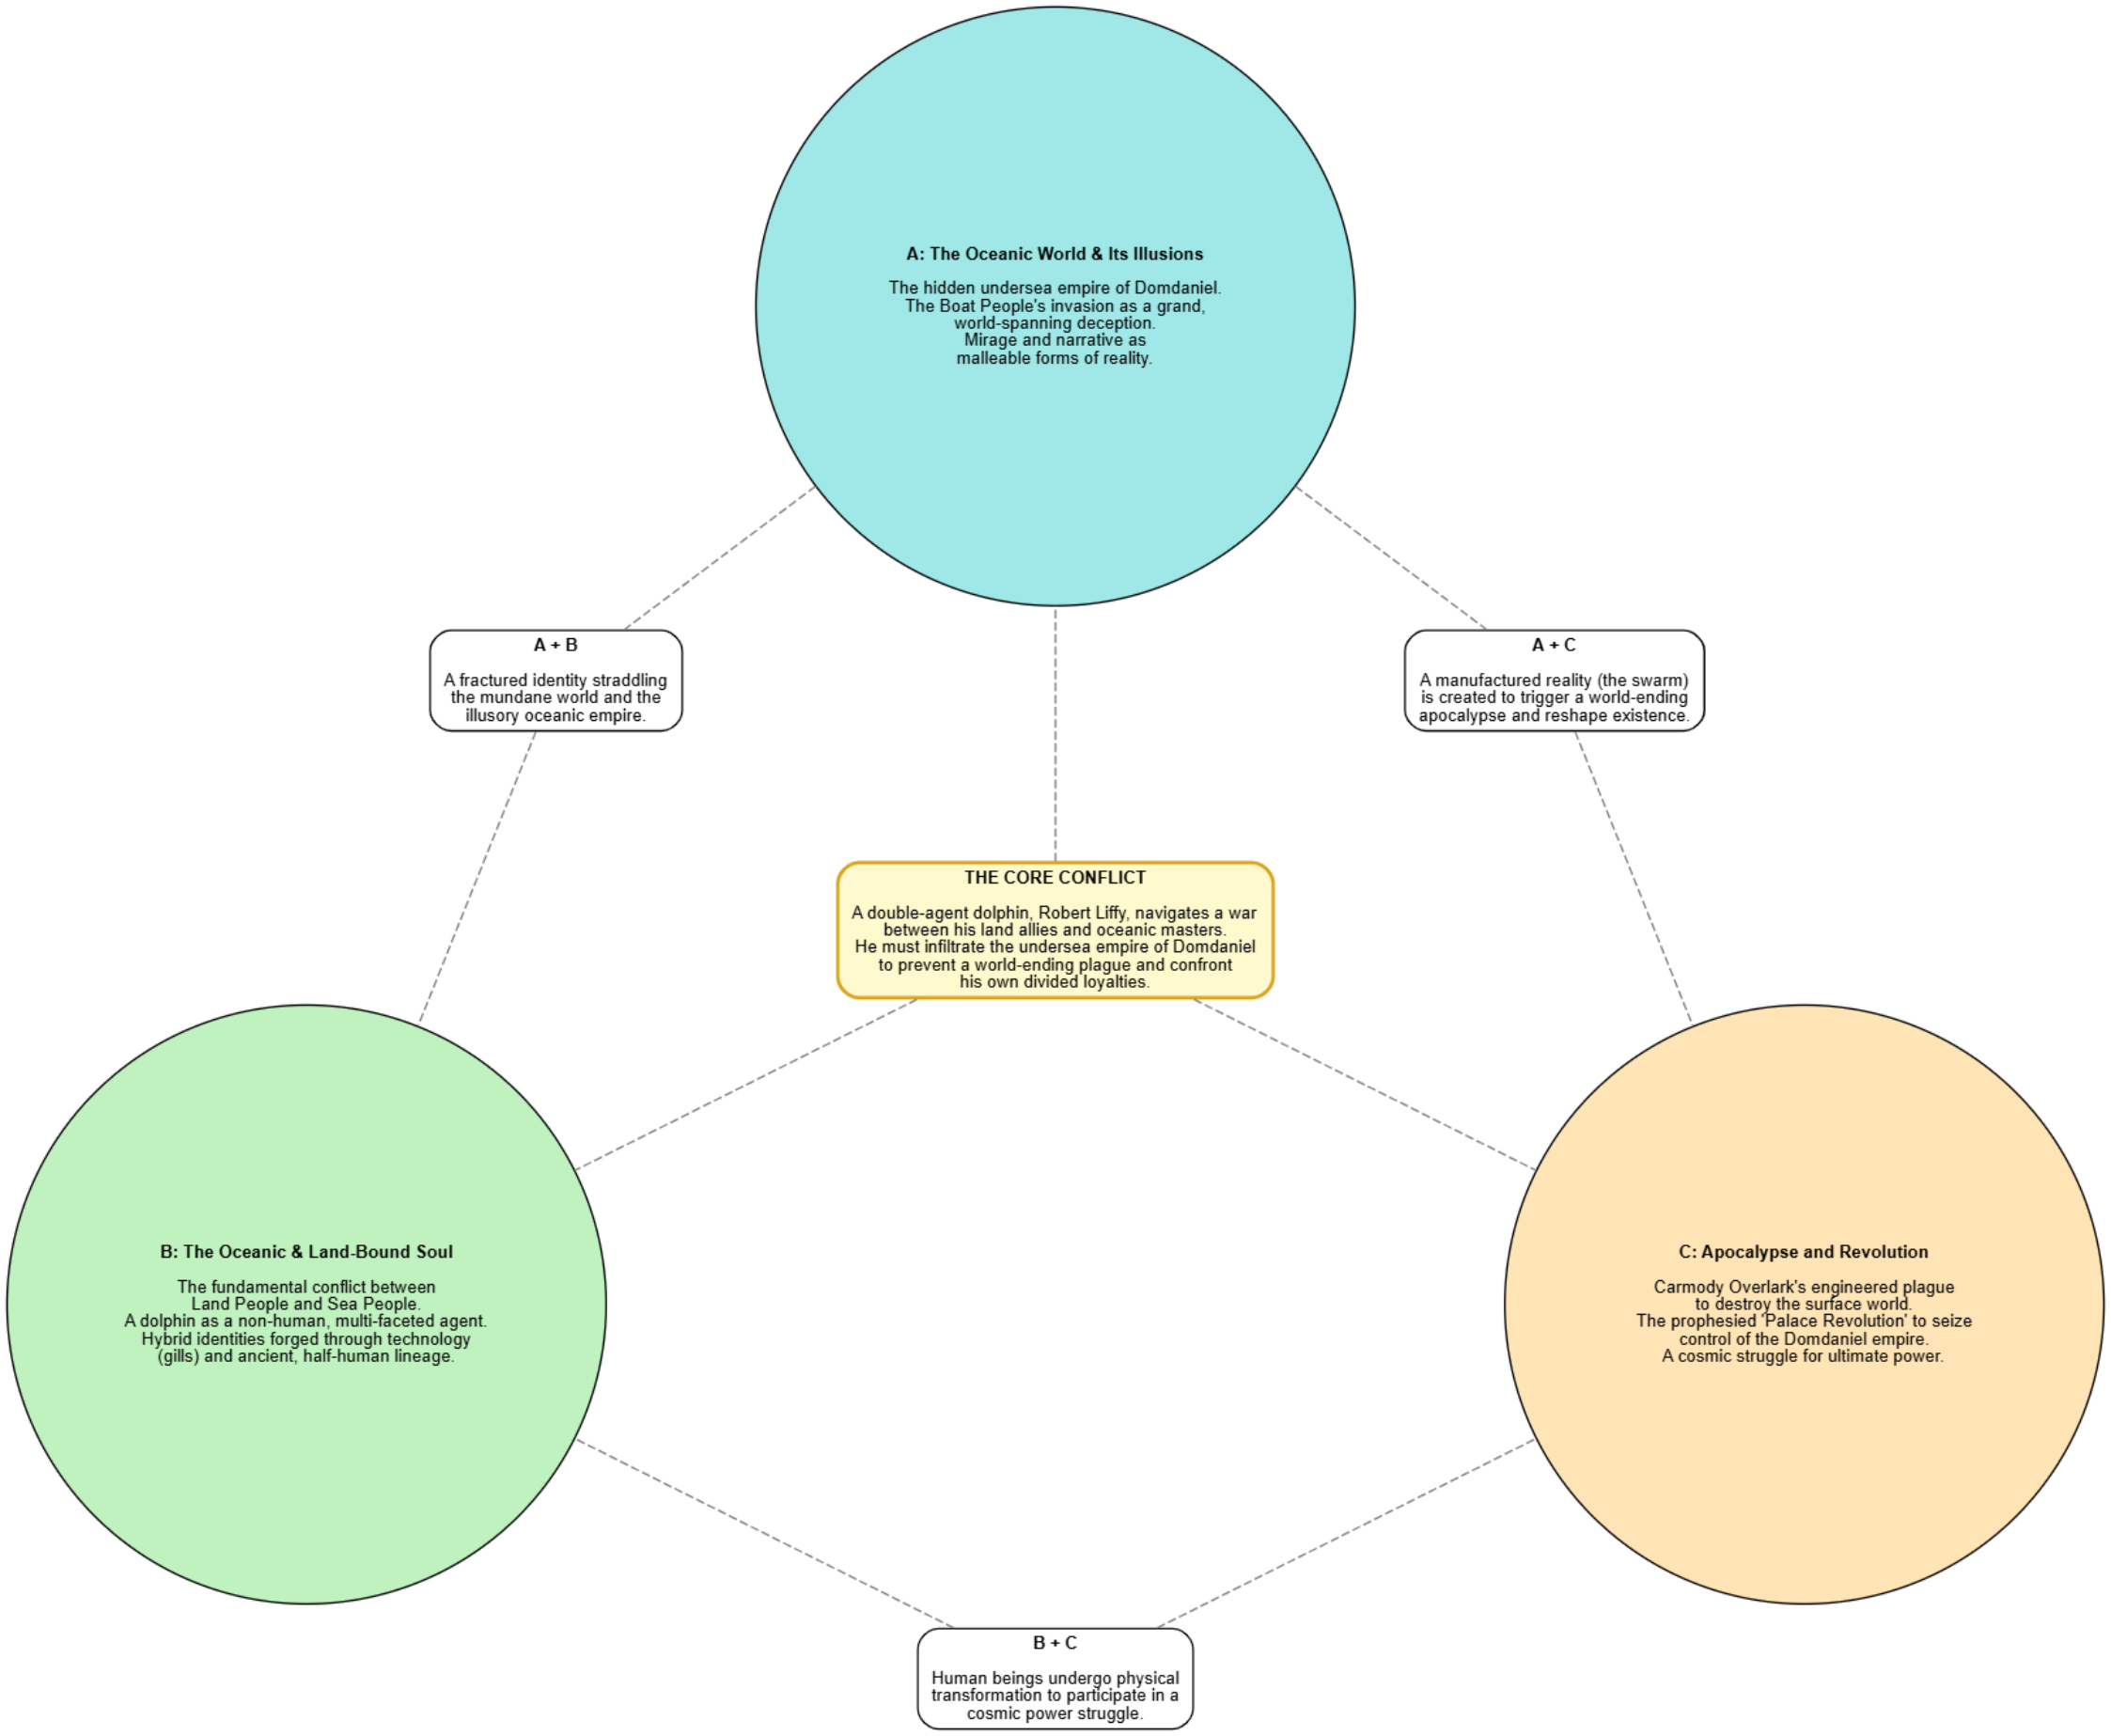 A: The Oceanic World & Its Illusions
The hidden undersea empire of Domdaniel.
The Boat People's invasion as a grand,
world-spanning deception.
Mirage and narrative as
malleable forms of reality.
A + B
A fractured identity straddling
the mundane world and the
illusory oceanic empire.
A + C
A manufactured reality (the swarm)
is created to trigger a world-ending
apocalypse and reshape existence.
THE CORE CONFLICT
A double-agent dolphin, Robert Liffy, navigates a war
between his land allies and oceanic masters.
He must infiltrate the undersea empire of Domdaniel
to prevent a world-ending plague and confront
his own divided loyalties.
B: The Oceanic & Land-Bound Soul
The fundamental conflict between
Land People and Sea People.
A dolphin as a non-human, multi-faceted agent.
Hybrid identities forged through technology
(gills) and ancient, half-human lineage.
C: Apocalypse and Revolution
Carmody Overlark's engineered plague
to destroy the surface world.
The prophesied 'Palace Revolution' to seize
control of the Domdaniel empire.
A cosmic struggle for ultimate power.
B + C
Human beings undergo physical
transformation to participate in a
cosmic power struggle.